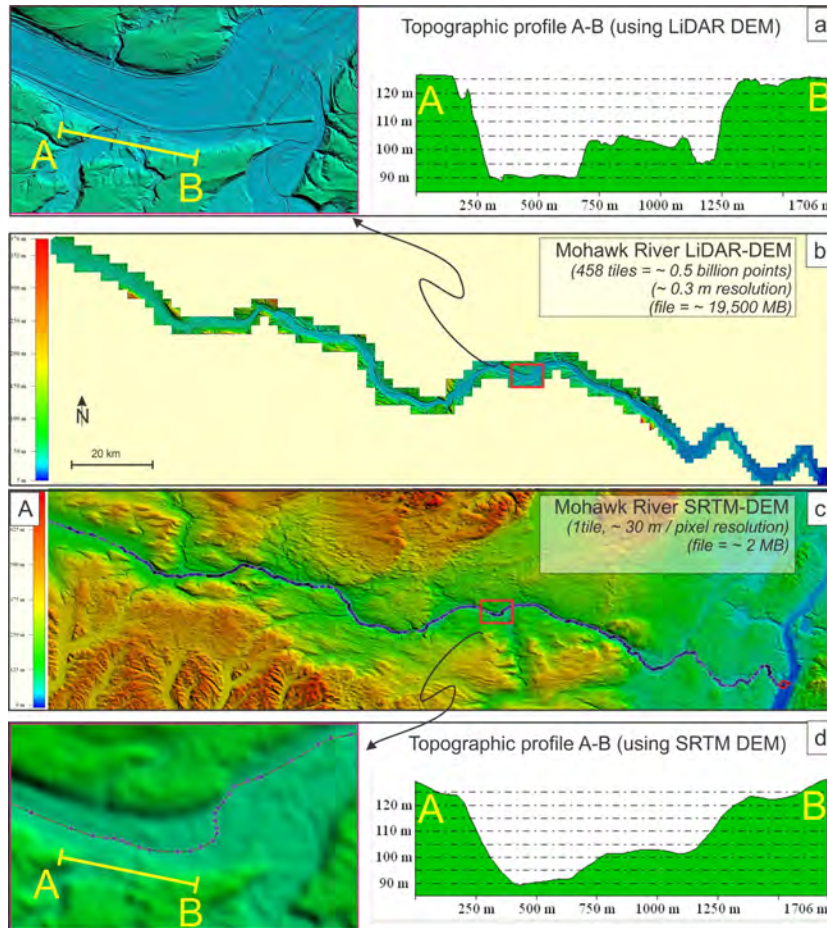 Topographic profile A-B (using LiDAR DEM)
a
A
B
A
B
120 m
110 m
100 m
90 m
250 m
500 m
750 m
1000 m
1250 m
1706 m
b
Mohawk River LiDAR-DEM
(458 tiles = ~ 0.5 billion points)
(~ 0.3 m resolution)
(file = ~ 19,500 MB)
N
20 km
A
c
Mohawk River SRTM-DEM
(1tile, ~ 30 m / pixel resolution)
(file = ~ 2 MB)
Topographic profile A-B (using SRTM DEM)
d
A
B
A
B
120 m
110 m
100 m
90 m
250 m
500 m
750 m
1000 m
1250 m
1706 m